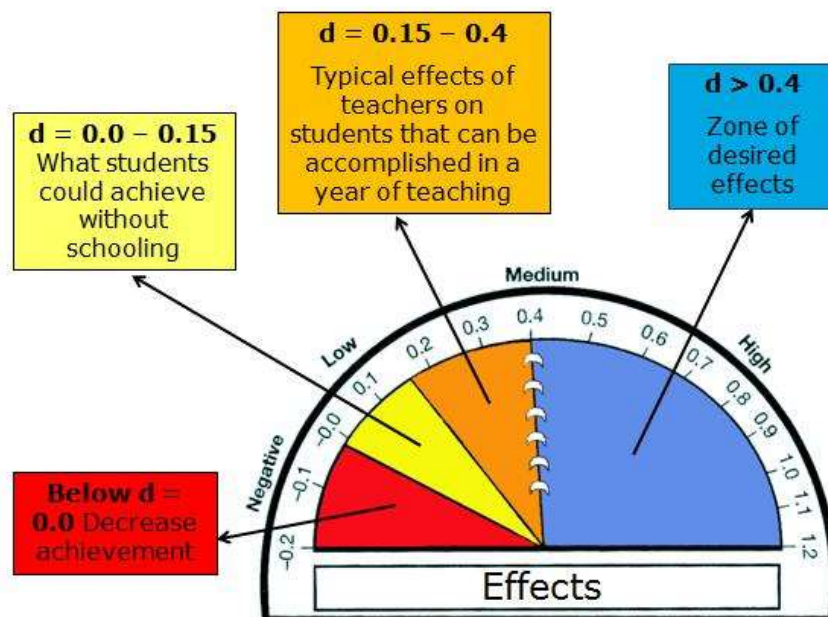 d = 0.15 – 0.4
Typical effects of
teachers on
students that can be
accomplished in a
year of teaching
d > 0.4
Zone of
desired
effects
d = 0.0 – 0.15
What students
could achieve
without
schooling
Below d =
0.0 Decrease
achievement
Negative
Low
Medium
High
–0.2
–0.1
–0.0
0.1
0.2
0.3
0.4
0.5
0.6
0.7
0.8
0.9
1.0
1.1
1.2
Effects